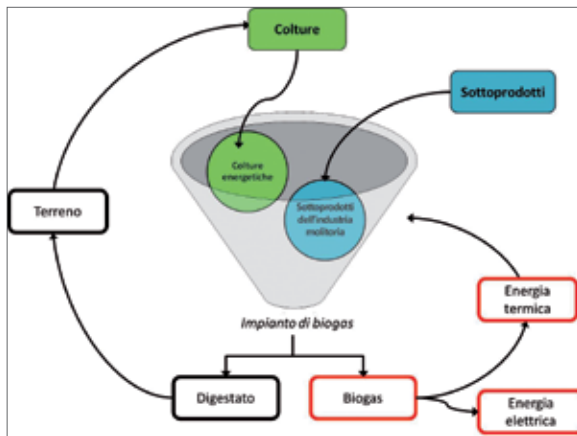 Colture
Sottoprodotti
Colture
energetiche
Sottoprodotti
dell'industria
molitoria
Terreno
Energia
termica
Impianto di biogas
Digestato
Biogas
Energia
elettrica